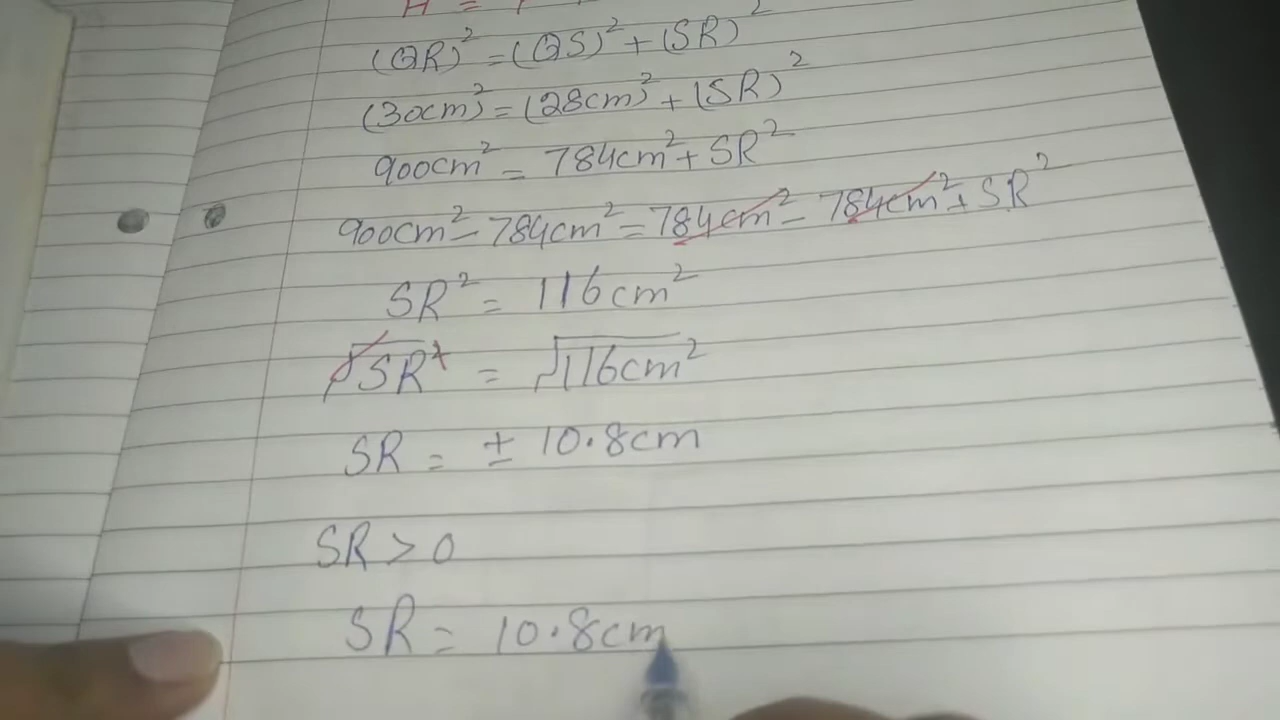 H =
(QR)² = (QS)² + (SR)²
(30cm)² = (28cm)² + (SR)²
900cm² = 784cm² + SR²
900cm² - 784cm² = 784cm² - 784cm² + SR²
SR² = 116cm²
√SR² = √116cm²
SR = ± 10.8cm
SR > 0
SR = 10.8cm